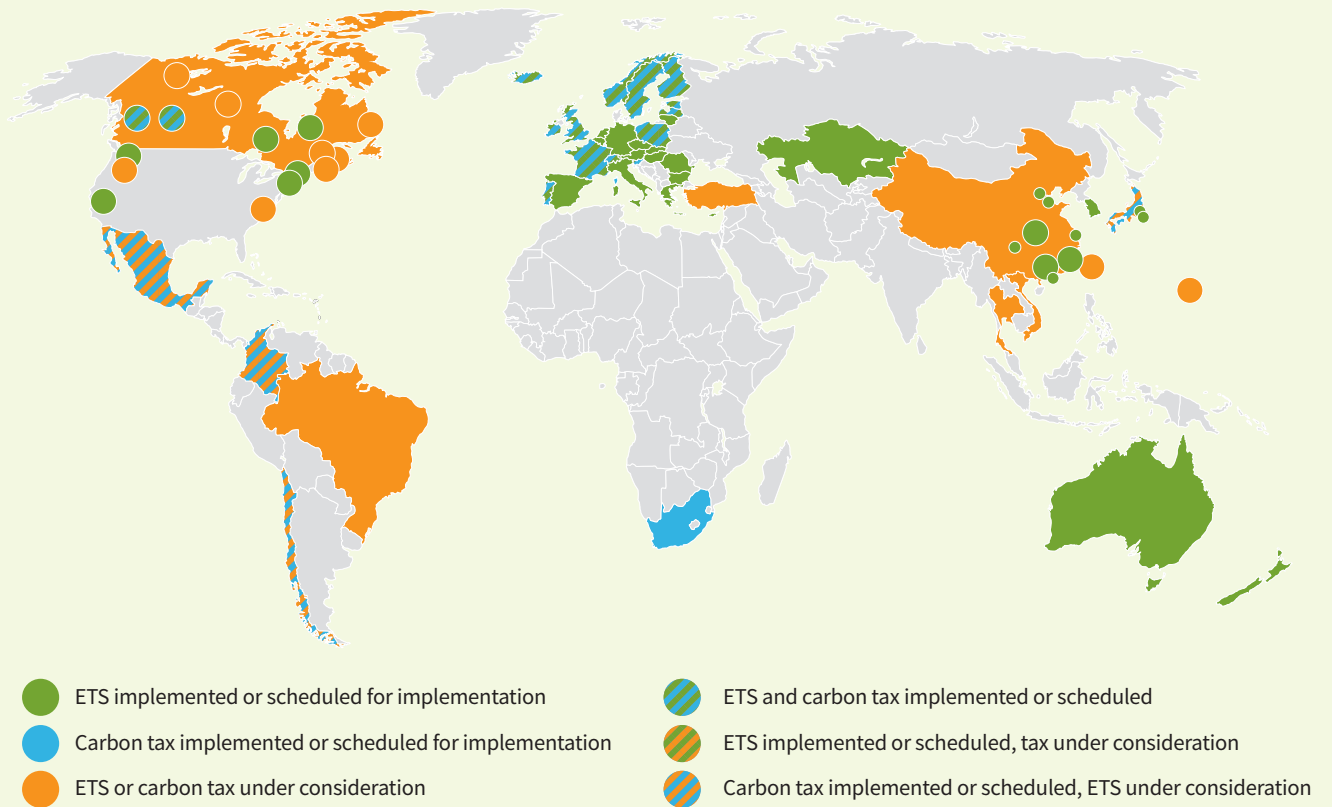 ETS implemented or scheduled for implementation
Carbon tax implemented or scheduled for implementation
ETS or carbon tax under consideration
ETS and carbon tax implemented or scheduled
ETS implemented or scheduled, tax under consideration
Carbon tax implemented or scheduled, ETS under consideration